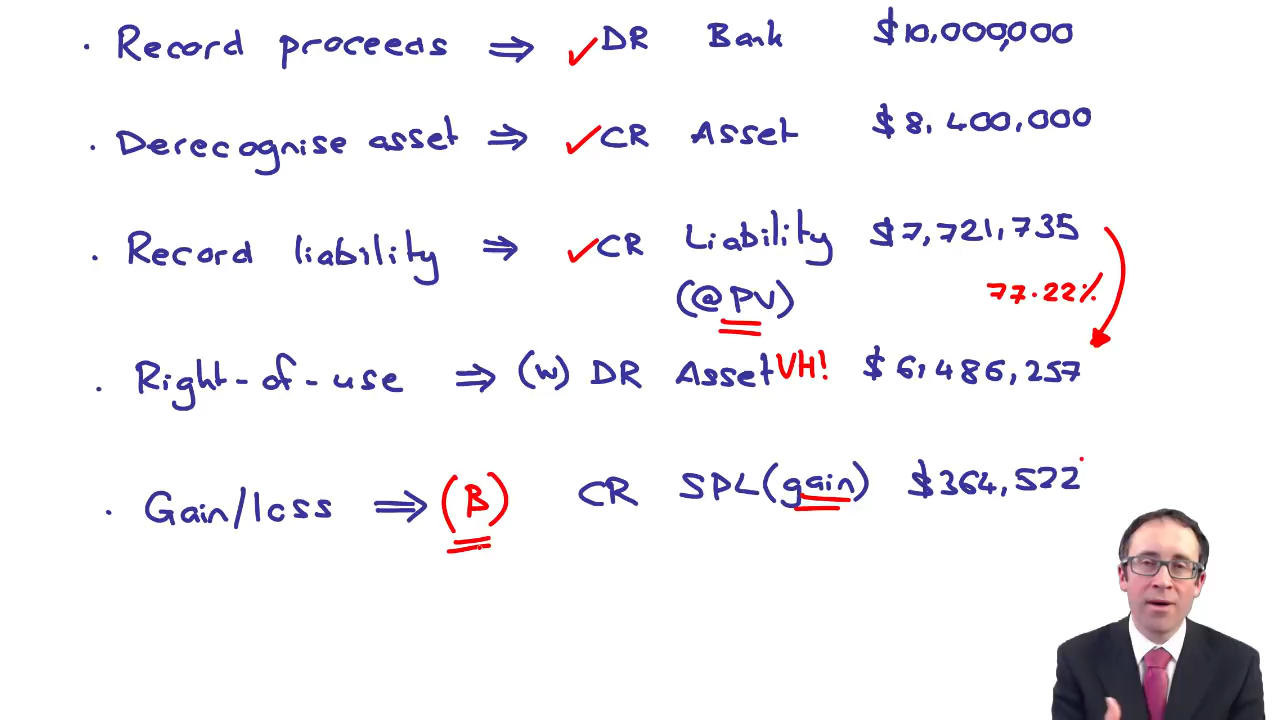 · Record proceeds ⇒ ✓ DR Bank $10,000,000
· Derecognise asset ⇒ ✓ CR Asset $8,400,000
· Record liability ⇒ ✓ CR Liability $7,721,735
(@PV) 77.22%
· Right-of-use ⇒ (W) DR Asset VH! $6,486,257
· Gain/loss ⇒ (B) CR SPL(gain) $364,522